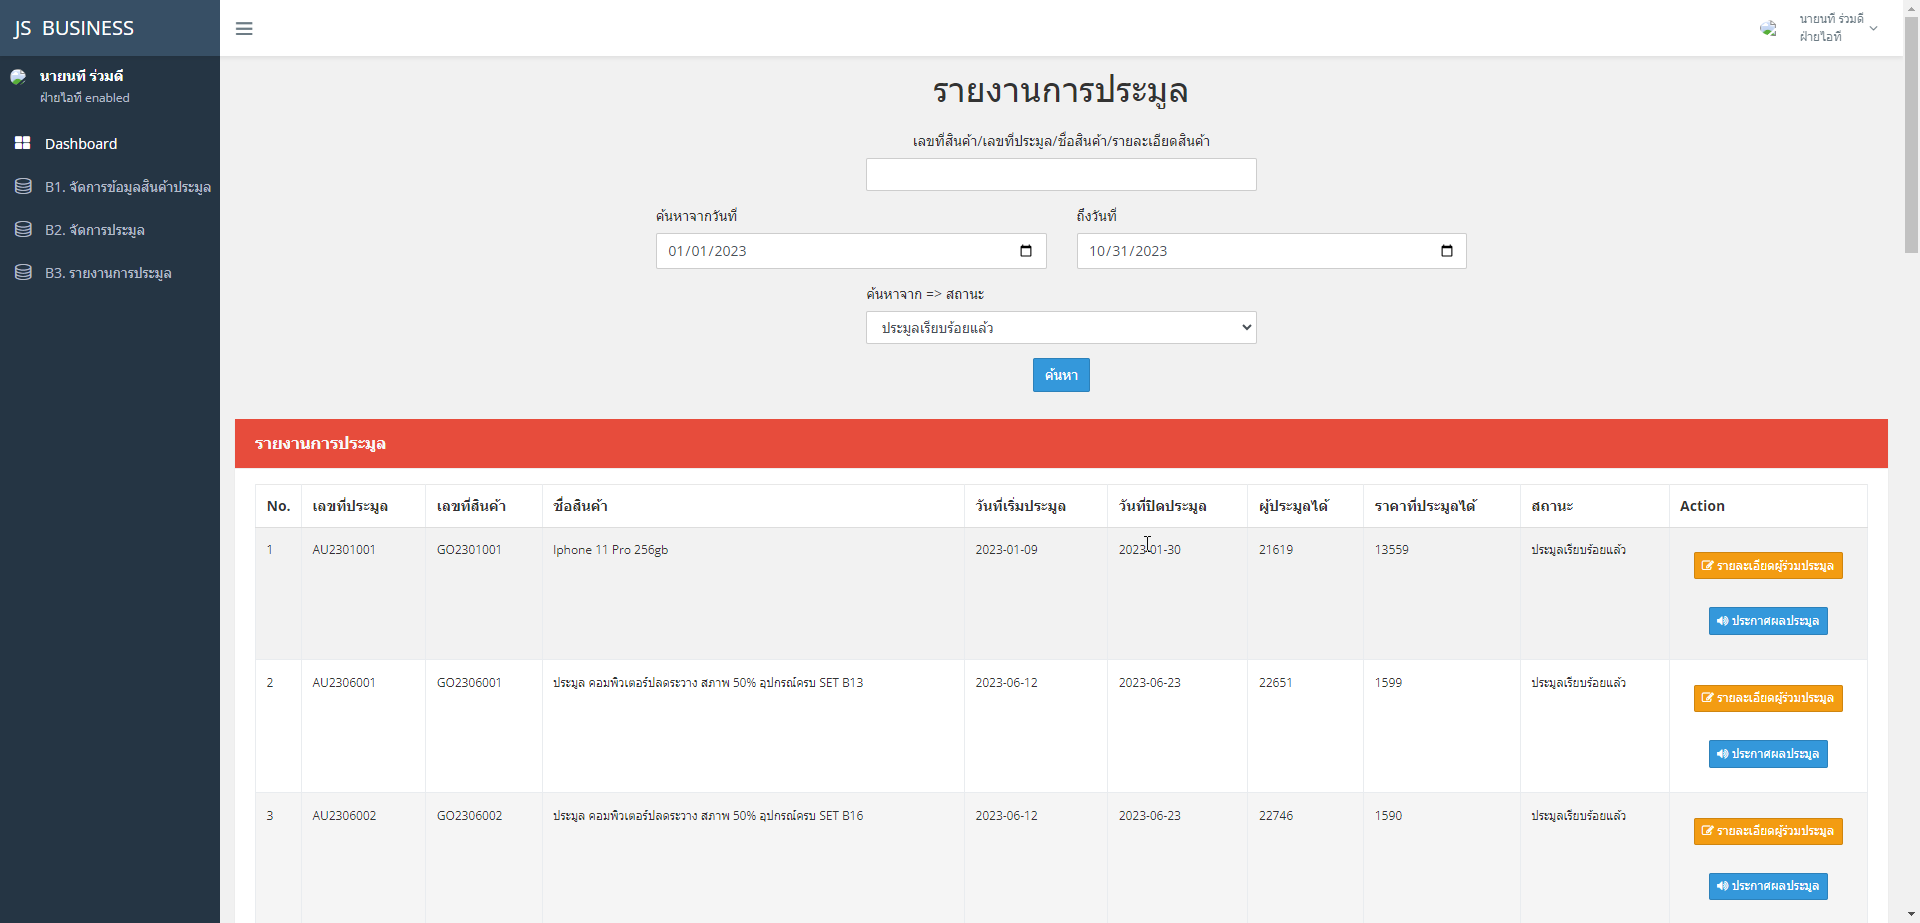 JS BUSINESS
นายนที ร่วมดี
ฝ่ายไอที
นายนที ร่วมดี
ฝ่ายไอที enabled
Dashboard
B1. จัดการข้อมูลสินค้าประมูล
B2. จัดการประมูล
B3. รายงานการประมูล
รายงานการประมูล
เลขที่สินค้า/เลขที่ประมูล/ชื่อสินค้า/รายละเอียดสินค้า
ค้นหาจากวันที่ ถึงวันที่
01/01/2023 10/31/2023
ค้นหาจาก => สถานะ
ประมูลเรียบร้อยแล้ว
ค้นหา
รายงานการประมูล
No. เลขที่ประมูล เลขที่สินค้า ชื่อสินค้า วันที่เริ่มประมูล วันที่ปิดประมูล ผู้ประมูลได้ ราคาที่ประมูลได้ สถานะ Action
1 AU2301001 GO2301001 Iphone 11 Pro 256gb 2023-01-09 2023-01-30 21619 13559 ประมูลเรียบร้อยแล้ว
รายละเอียดผู้ร่วมประมูล
ประกาศผลประมูล
2 AU2306001 GO2306001 ประมูล คอมพิวเตอร์ปลดระวาง สภาพ 50% อุปกรณ์ครบ SET B13 2023-06-12 2023-06-23 22651 1599 ประมูลเรียบร้อยแล้ว
รายละเอียดผู้ร่วมประมูล
ประกาศผลประมูล
3 AU2306002 GO2306002 ประมูล คอมพิวเตอร์ปลดระวาง สภาพ 50% อุปกรณ์ครบ SET B16 2023-06-12 2023-06-23 22746 1590 ประมูลเรียบร้อยแล้ว
รายละเอียดผู้ร่วมประมูล
ประกาศผลประมูล